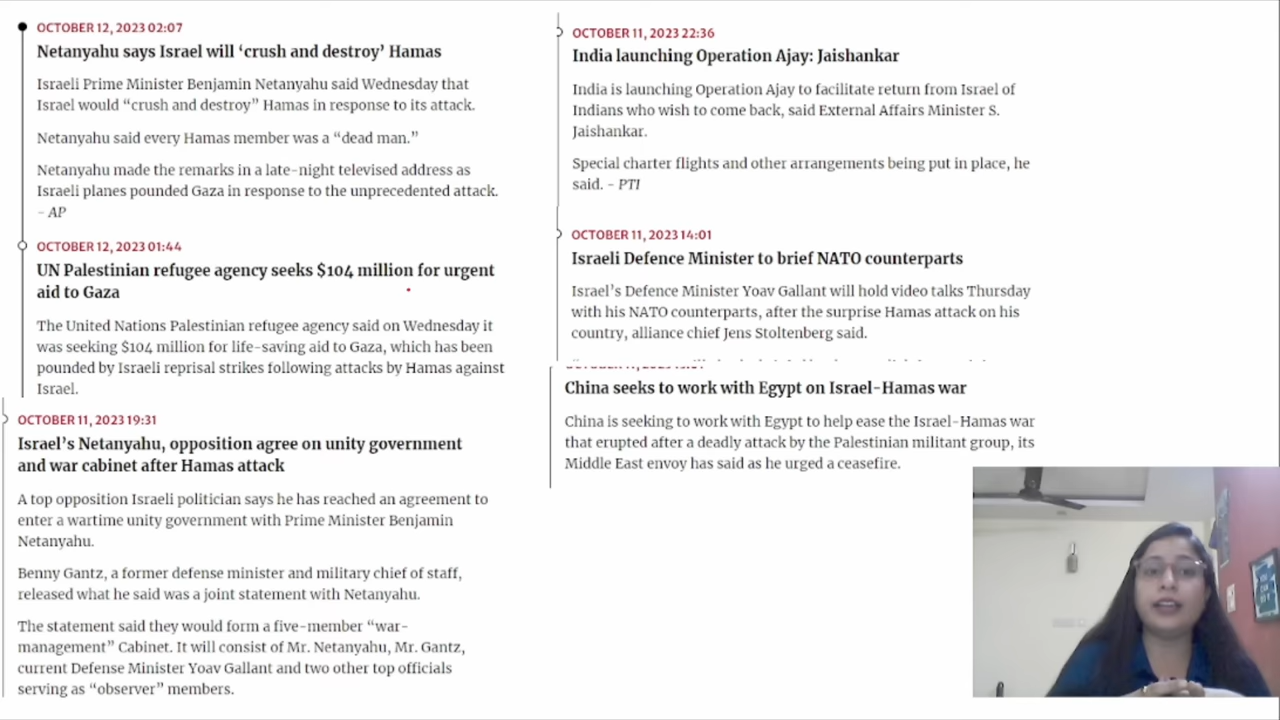 OCTOBER 12, 2023 02:07
Netanyahu says Israel will ‘crush and destroy’ Hamas
Israeli Prime Minister Benjamin Netanyahu said Wednesday that
Israel would “crush and destroy” Hamas in response to its attack.
Netanyahu said every Hamas member was a “dead man.”
Netanyahu made the remarks in a late-night televised address as
Israeli planes pounded Gaza in response to the unprecedented attack.
- AP
OCTOBER 12, 2023 01:44
UN Palestinian refugee agency seeks $104 million for urgent
aid to Gaza
The United Nations Palestinian refugee agency said on Wednesday it
was seeking $104 million for life-saving aid to Gaza, which has been
pounded by Israeli reprisal strikes following attacks by Hamas against
Israel.
OCTOBER 11, 2023 19:31
Israel’s Netanyahu, opposition agree on unity government
and war cabinet after Hamas attack
A top opposition Israeli politician says he has reached an agreement to
enter a wartime unity government with Prime Minister Benjamin
Netanyahu.
Benny Gantz, a former defense minister and military chief of staff,
released what he said was a joint statement with Netanyahu.
The statement said they would form a five-member “war-
management” Cabinet. It will consist of Mr. Netanyahu, Mr. Gantz,
current Defense Minister Yoav Gallant and two other top officials
serving as “observer” members.
OCTOBER 11, 2023 22:36
India launching Operation Ajay: Jaishankar
India is launching Operation Ajay to facilitate return from Israel of
Indians who wish to come back, said External Affairs Minister S.
Jaishankar.
Special charter flights and other arrangements being put in place, he
said. - PTI
OCTOBER 11, 2023 14:01
Israeli Defence Minister to brief NATO counterparts
Israel’s Defence Minister Yoav Gallant will hold video talks Thursday
with his NATO counterparts, after the surprise Hamas attack on his
country, alliance chief Jens Stoltenberg said.
China seeks to work with Egypt on Israel-Hamas war
China is seeking to work with Egypt to help ease the Israel-Hamas war
that erupted after a deadly attack by the Palestinian militant group, its
Middle East envoy has said as he urged a ceasefire.